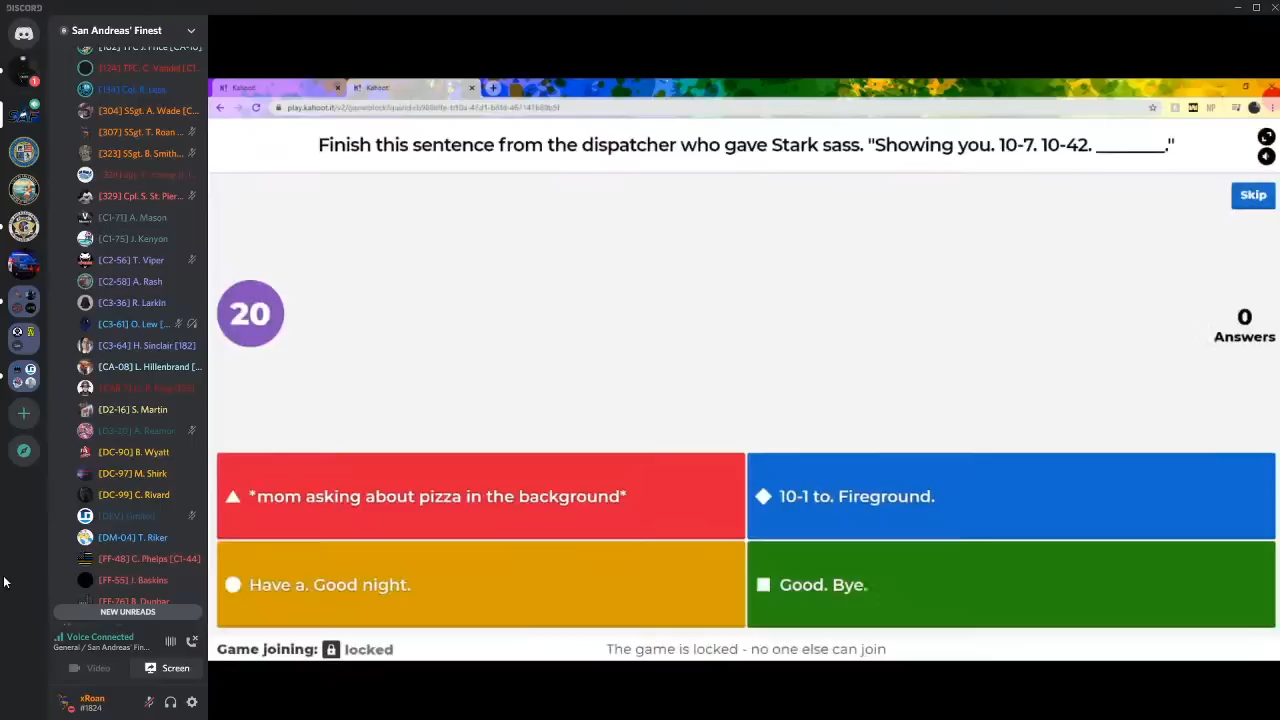 DISCORD
San Andreas' Finest
[304] SSgt. A. Wade [C...
[307] SSgt. T. Roan ...
[323] SSgt. B. Smith...
[329] Cpl. S. St. Pier...
[C1-71] A. Mason
[C1-75] J. Kenyon
[C2-56] T. Viper
[C2-58] A. Rash
[C3-36] R. Larkin
[C3-61] O. Lew [...
[C3-64] H. Sinclair [182]
[CA-08] L. Hillenbrand [...
[D2-16] S. Martin
[DC-90] B. Wyatt
[DC-97] M. Shirk
[DC-99] C. Rivard
[DM-04] T. Riker
[FF-48] C. Phelps [C1-44]
[FF-55] J. Baskins
NEW UNREADS
Voice Connected
General / San Andreas' Fin...
Video
Screen
xRoan
#1824
1
Kahoot!
Kahoot!
Finish this sentence from the dispatcher who gave Stark sass. "Showing you. 10-7. 10-42. ________."
Skip
20
0
Answers
*mom asking about pizza in the background*
10-1 to. Fireground.
Have a. Good night.
Good. Bye.
Game joining: locked
The game is locked - no one else can join